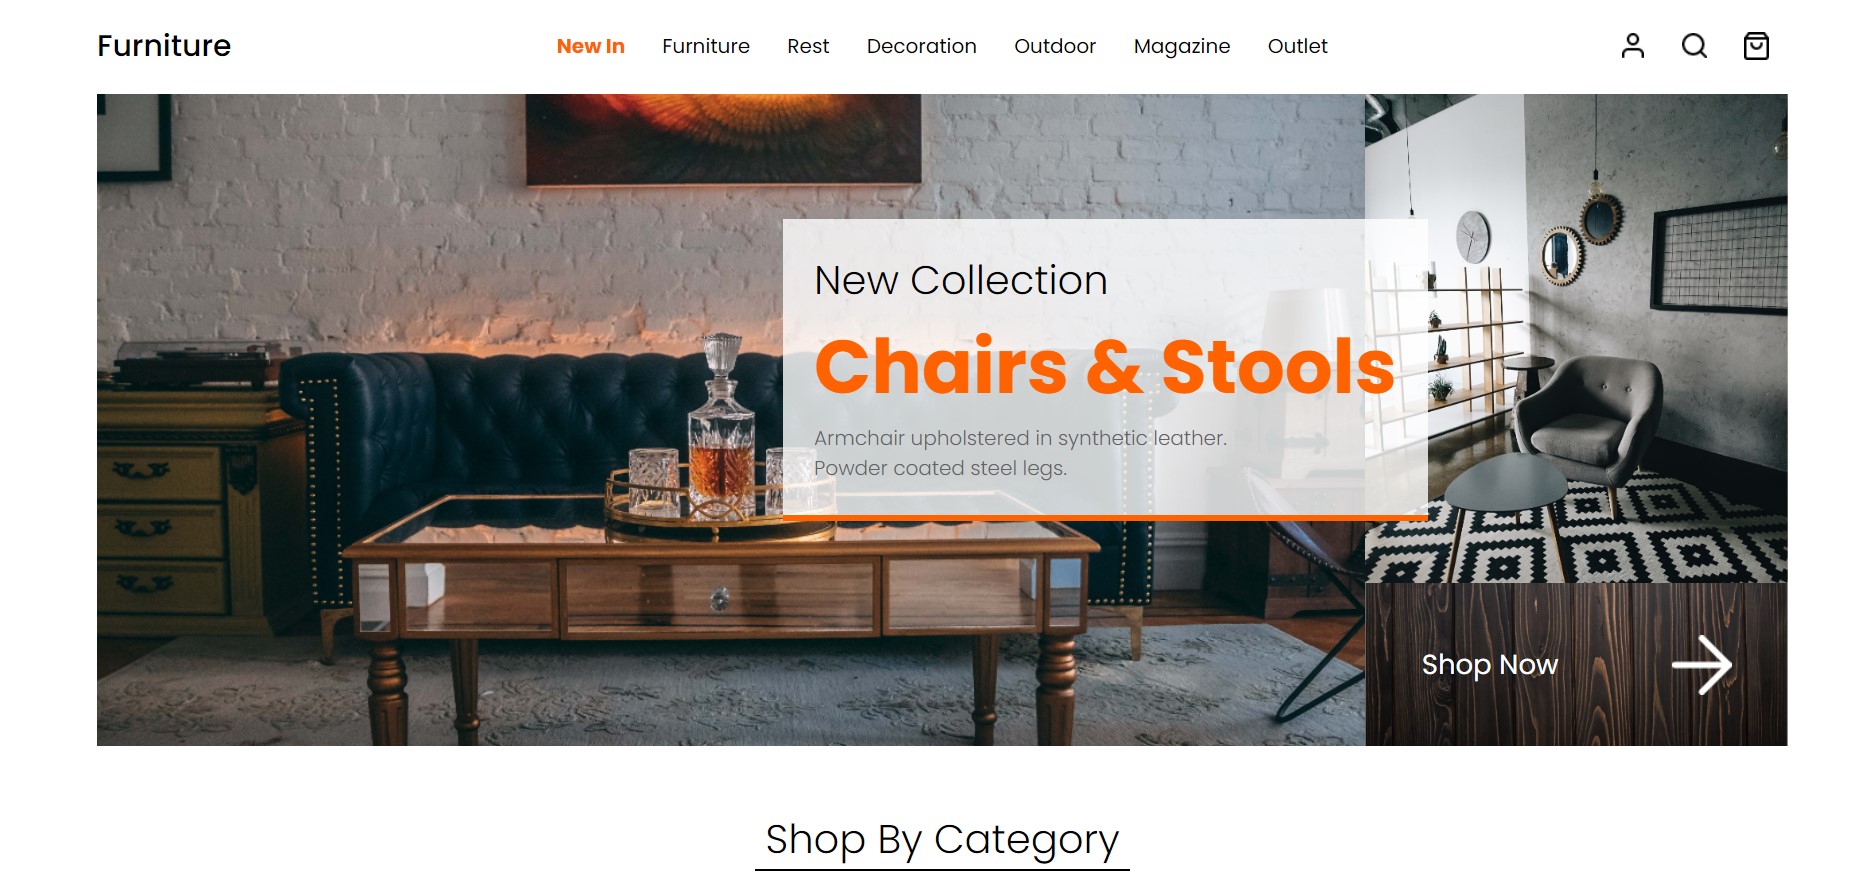 Furniture
New In Furniture Rest Decoration Outdoor Magazine Outlet
New Collection
Chairs & Stools
Armchair upholstered in synthetic leather.
Powder coated steel legs.
Shop Now
Shop By Category